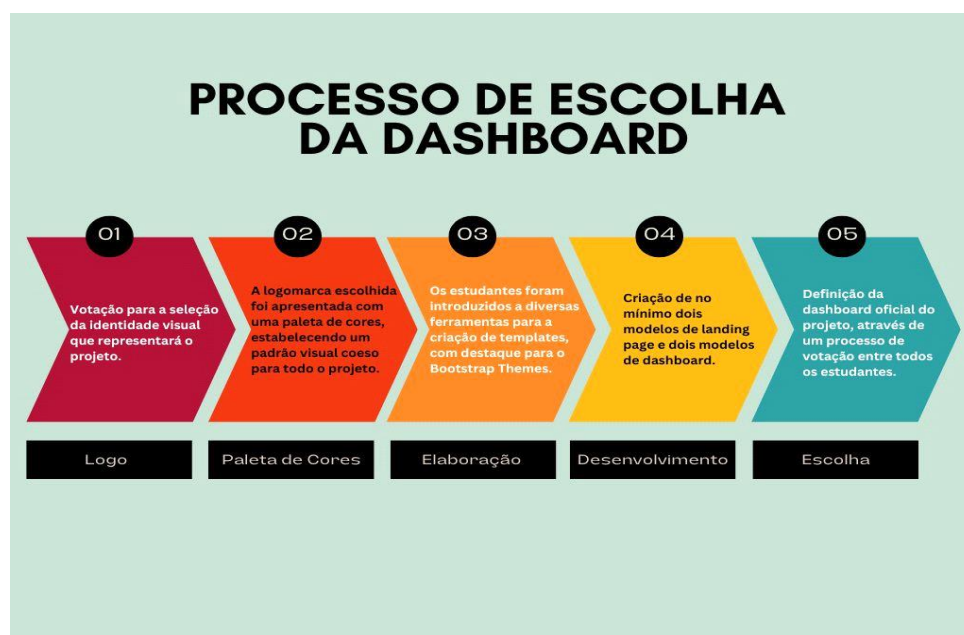 PROCESSO DE ESCOLHA
DA DASHBOARD
01
Votação para a seleção
da identidade visual
que representará o
projeto.
Logo
02
A logomarca escolhida
foi apresentada com
uma paleta de cores,
estabelecendo um
padrão visual coeso
para todo o projeto.
Paleta de Cores
03
Os estudantes foram
introduzidos a diversas
ferramentas para a
criação de templates,
com destaque para o
Bootstrap Themes.
Elaboração
04
Criação de no
mínimo dois
modelos de landing
page e dois modelos
de dashboard.
Desenvolvimento
05
Definição da
dashboard oficial do
projeto, através de
um processo de
votação entre todos
os estudantes.
Escolha